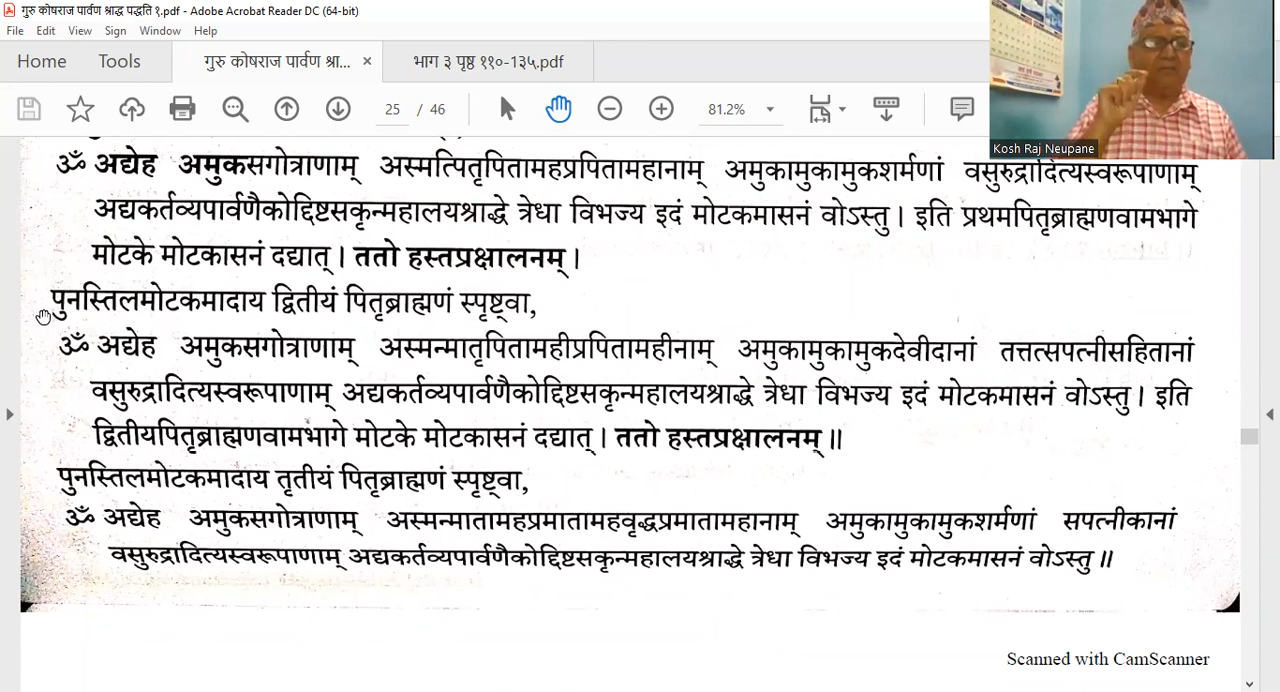 गुरु कोषराज पार्वण श्राद्ध पद्धति १.pdf - Adobe Acrobat Reader DC (64-bit)
File Edit View Sign Window Help
Home Tools गुरु कोषराज पार्वण श्रा... × भाग ३ पृष्ठ ११०-१३५.pdf
25 / 46 81.2%
Kosh Raj Neupane
ॐ अद्येह अमुकसगोत्राणाम् अस्मत्पितृपितामहप्रपितामहानाम् अमुकामुकामुकशर्मणां वसुरुद्रादित्यस्वरूपाणाम्
अद्यकर्तव्यपार्वणैकोद्दिष्टसकृन्महालयश्राद्धे त्रेधा विभज्य इदं मोटकमासनं वोऽस्तु। इति प्रथमपितृब्राह्मणवामभागे
मोटके मोटकासनं दद्यात्। ततो हस्तप्रक्षालनम्।
पुनस्तिलमोटकमादाय द्वितीयं पितृब्राह्मणं स्पृष्ट्वा,
ॐ अद्येह अमुकसगोत्राणाम् अस्मन्मातृपितामहीप्रपितामहीनाम् अमुकामुकामुकदेवीदानां तत्तत्सपत्नीसहितानां
वसुरुद्रादित्यस्वरूपाणाम् अद्यकर्तव्यपार्वणैकोद्दिष्टसकृन्महालयश्राद्धे त्रेधा विभज्य इदं मोटकमासनं वोऽस्तु। इति
द्वितीयपितृब्राह्मणवामभागे मोटके मोटकासनं दद्यात्। ततो हस्तप्रक्षालनम्॥
पुनस्तिलमोटकमादाय तृतीयं पितृब्राह्मणं स्पृष्ट्वा,
ॐ अद्येह अमुकसगोत्राणाम् अस्मन्मातामहप्रमातामहवृद्धप्रमातामहानाम् अमुकामुकामुकशर्मणां सपत्नीकानां
वसुरुद्रादित्यस्वरूपाणाम् अद्यकर्तव्यपार्वणैकोद्दिष्टसकृन्महालयश्राद्धे त्रेधा विभज्य इदं मोटकमासनं वोऽस्तु॥
Scanned with CamScanner